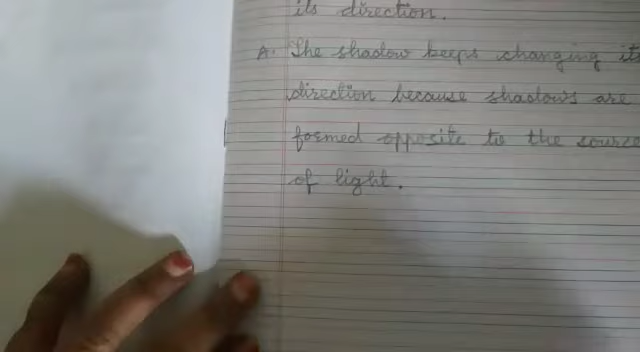 its direction.
A. The shadow keeps changing its
direction because shadows are
formed opposite to the source
of light.